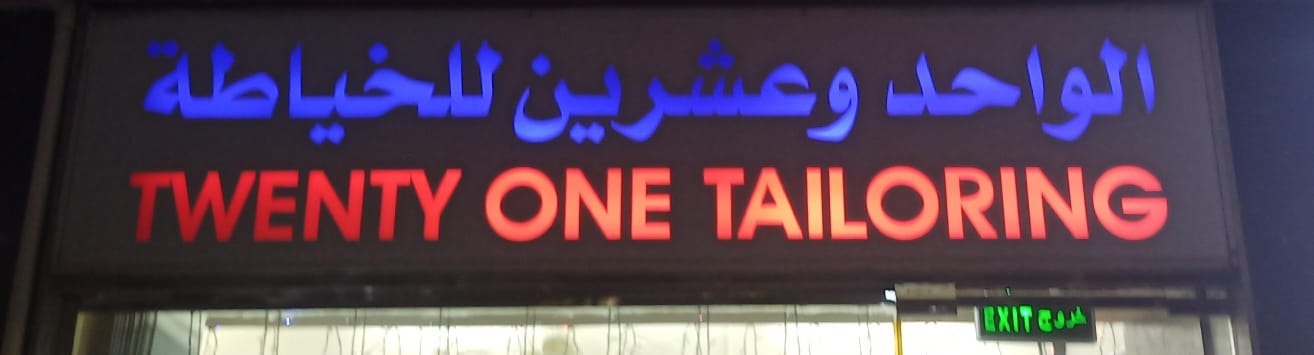 الواحد وعشرين للخياطة
TWENTY ONE TAILORING
EXIT خروج